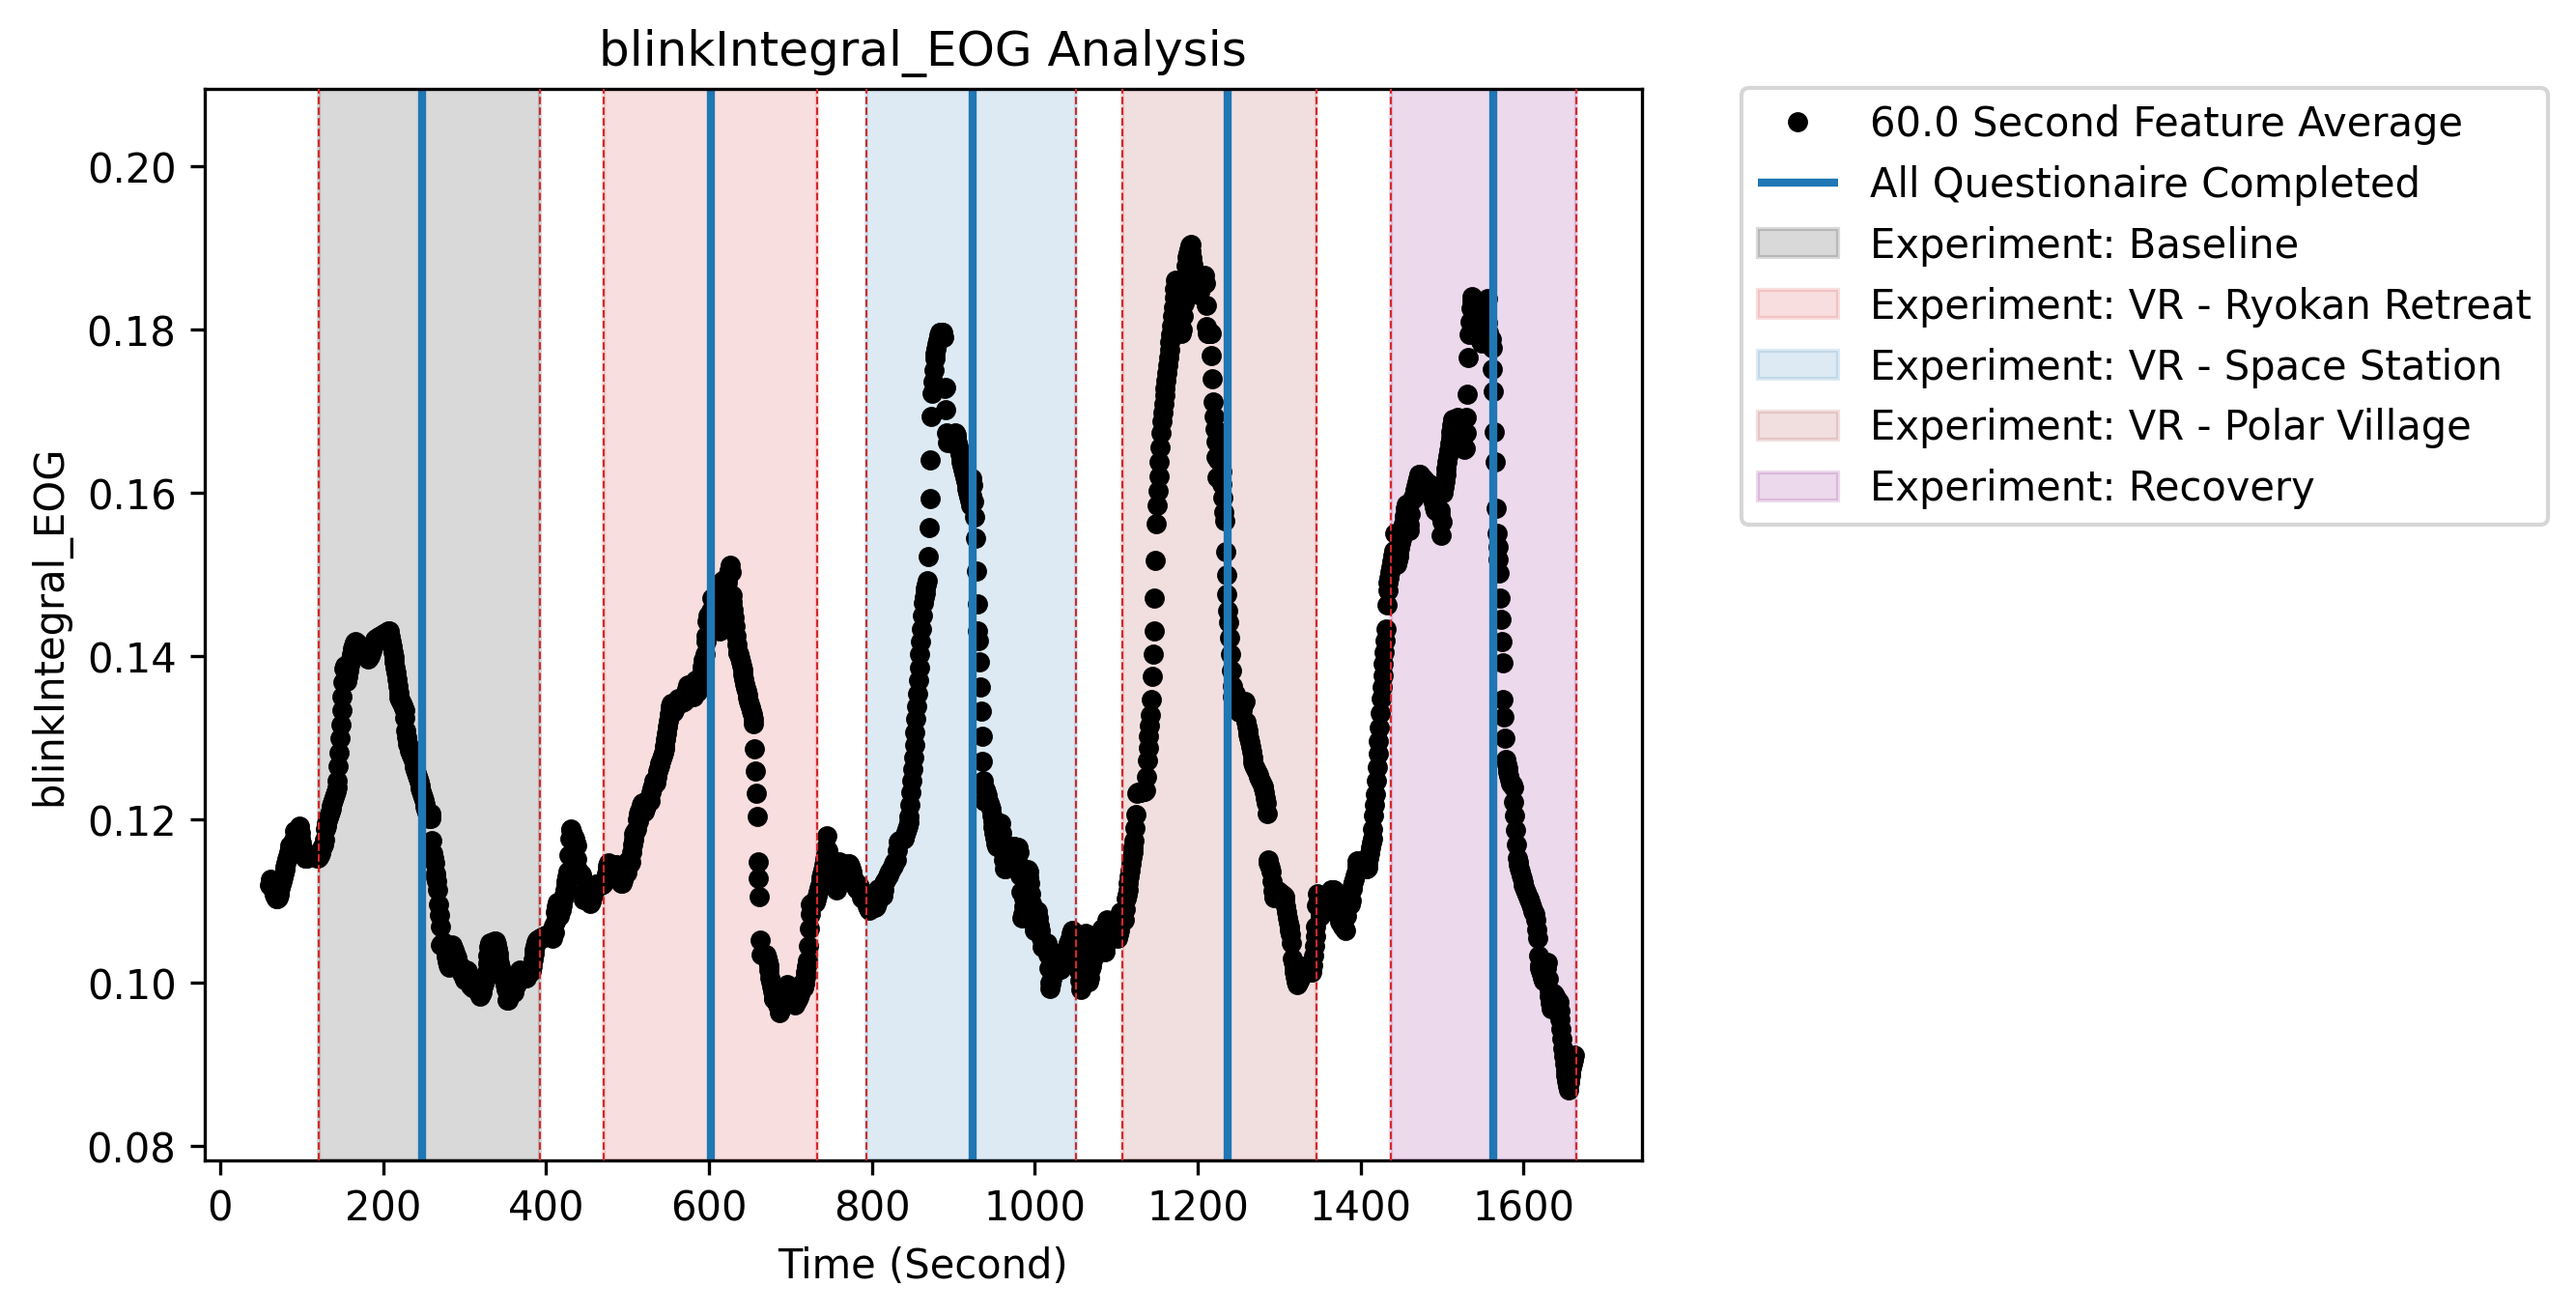 blinkIntegral_EOG Analysis
60.0 Second Feature Average
All Questionaire Completed
Experiment: Baseline
Experiment: VR - Ryokan Retreat
Experiment: VR - Space Station
Experiment: VR - Polar Village
Experiment: Recovery
blinkIntegral_EOG
0.20
0.18
0.16
0.14
0.12
0.10
0.08
0 200 400 600 800 1000 1200 1400 1600
Time (Second)